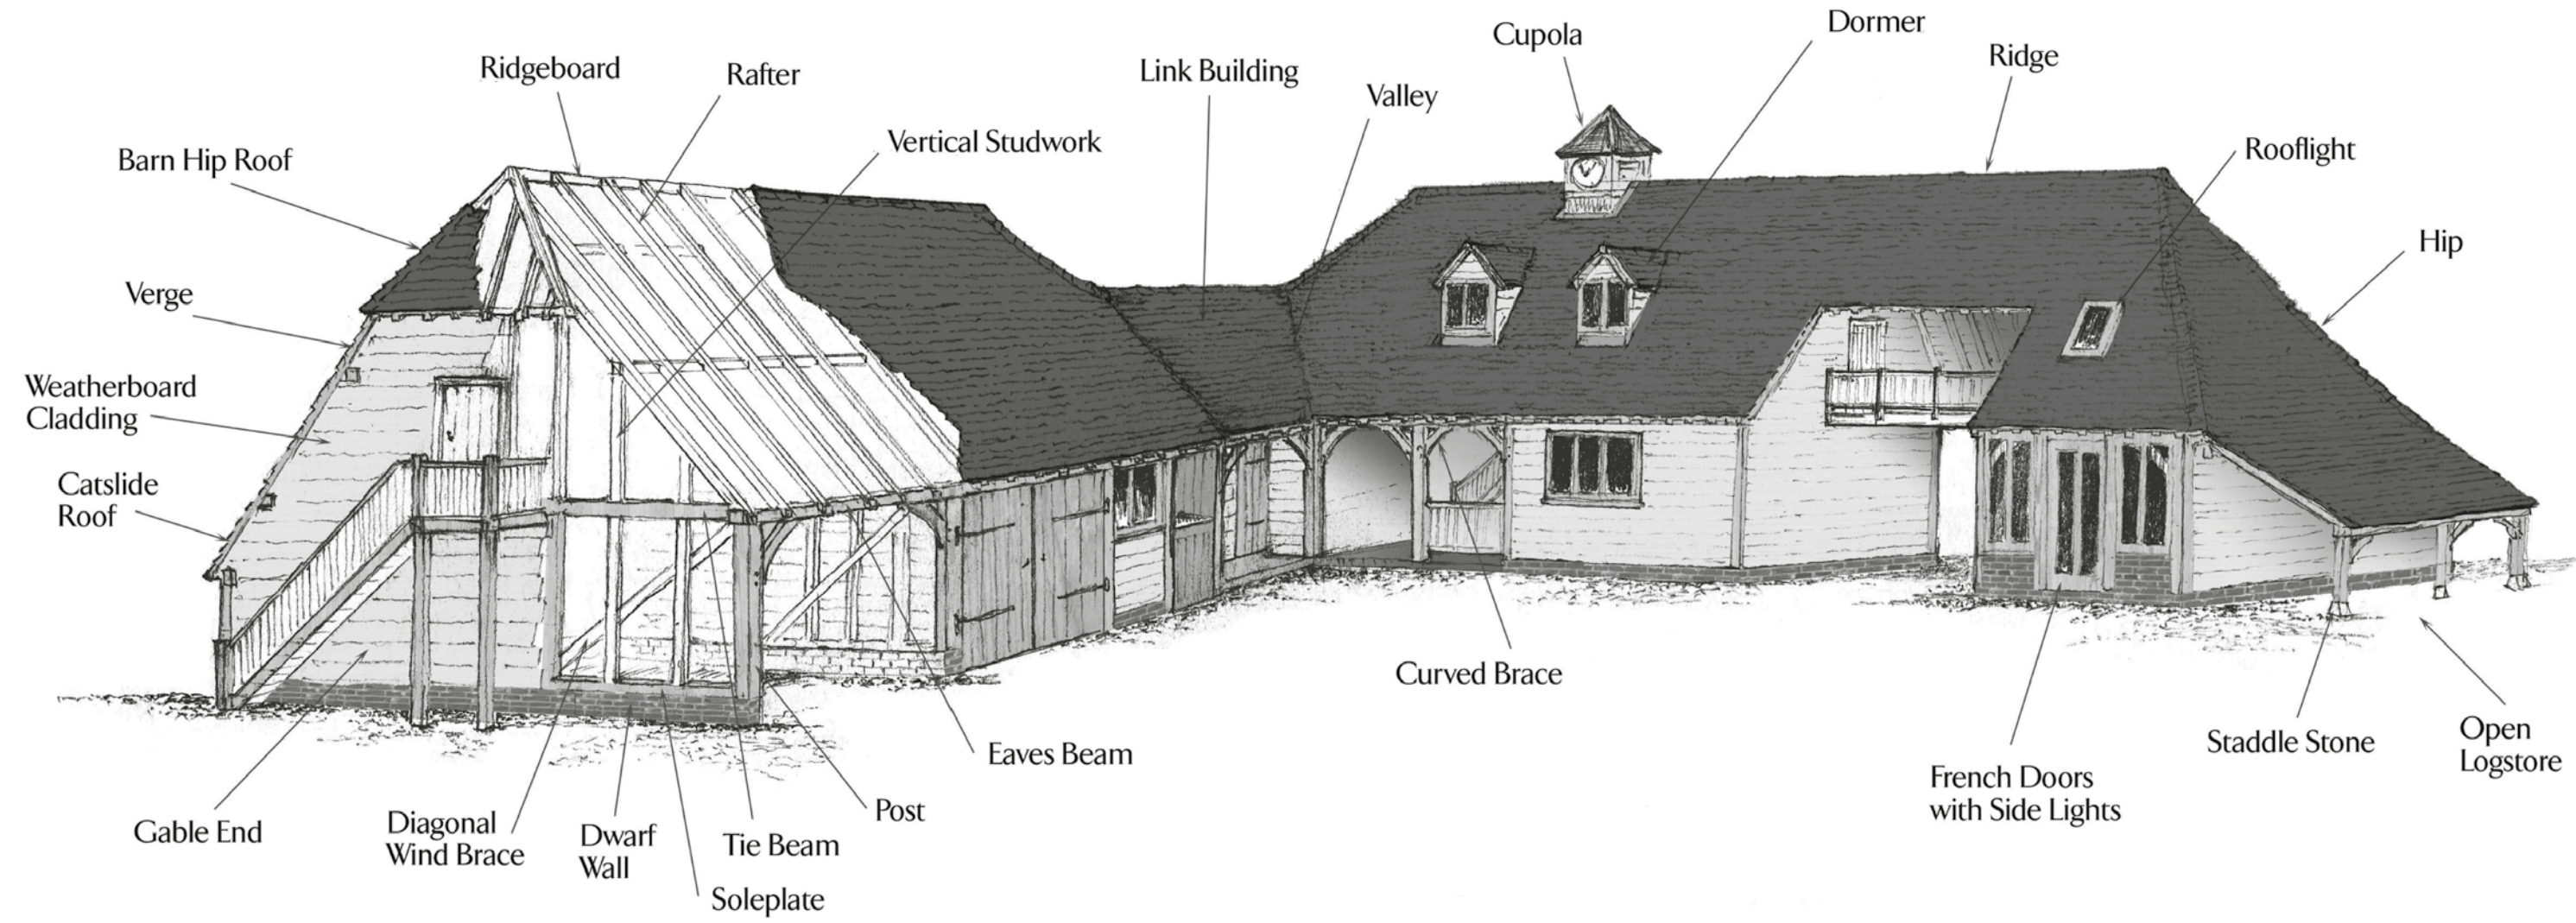 Cupola
Dormer
Ridgeboard
Rafter
Link Building
Ridge
Valley
Vertical Studwork
Rooflight
Barn Hip Roof
Hip
Verge
Weatherboard
Cladding
Catslide
Roof
Curved Brace
Eaves Beam
Staddle Stone
Open
Logstore
French Doors
with Side Lights
Gable End
Diagonal
Wind Brace
Dwarf
Wall
Tie Beam
Post
Soleplate